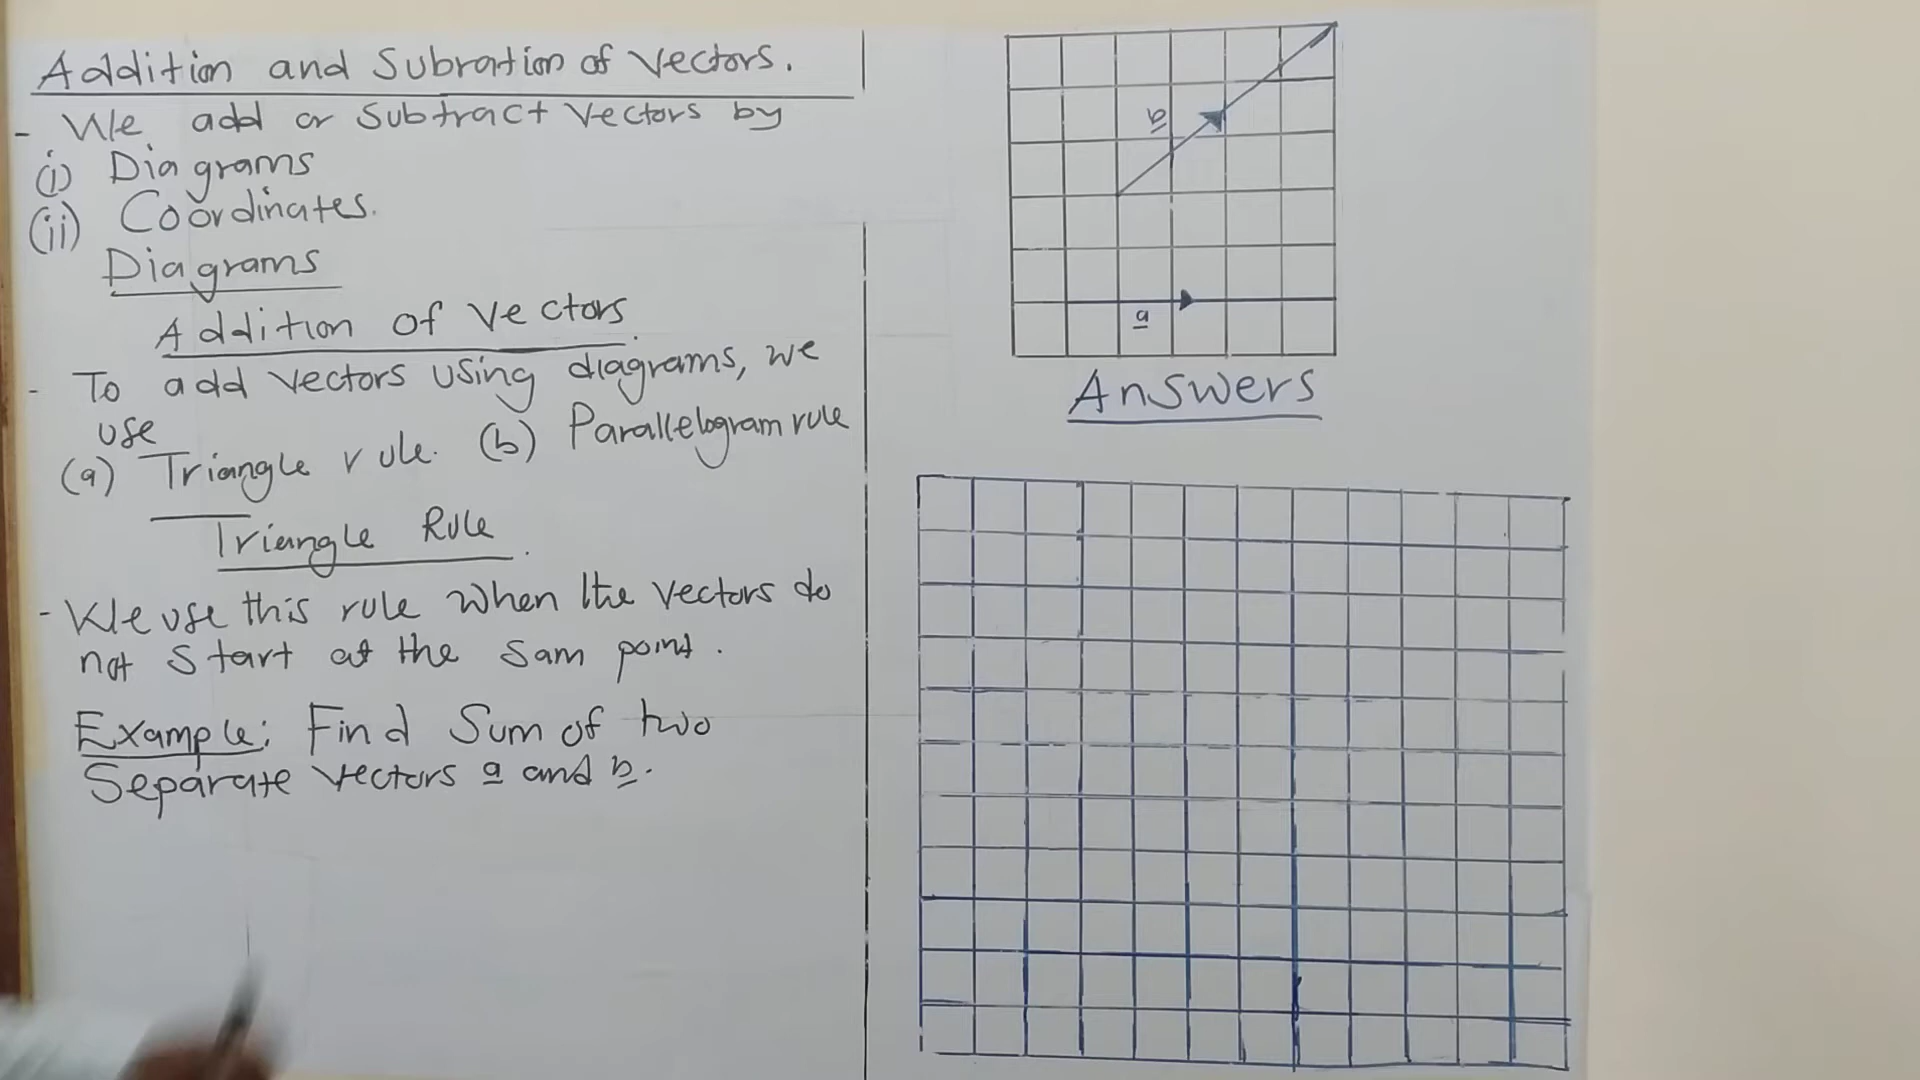 Addition and Subration of Vectors.
- We add or Subtract Vectors by
(i) Diagrams
(ii) Coordinates.
Diagrams
Addition of Vectors
- To add Vectors using diagrams, we
use
(a) Triangle rule. (b) Parallelogram rule
Triangle Rule
- We use this rule when the vectors do
not start at the Sam point.
Example: Find Sum of two
Separate Vectors a and b.
b
a
Answers